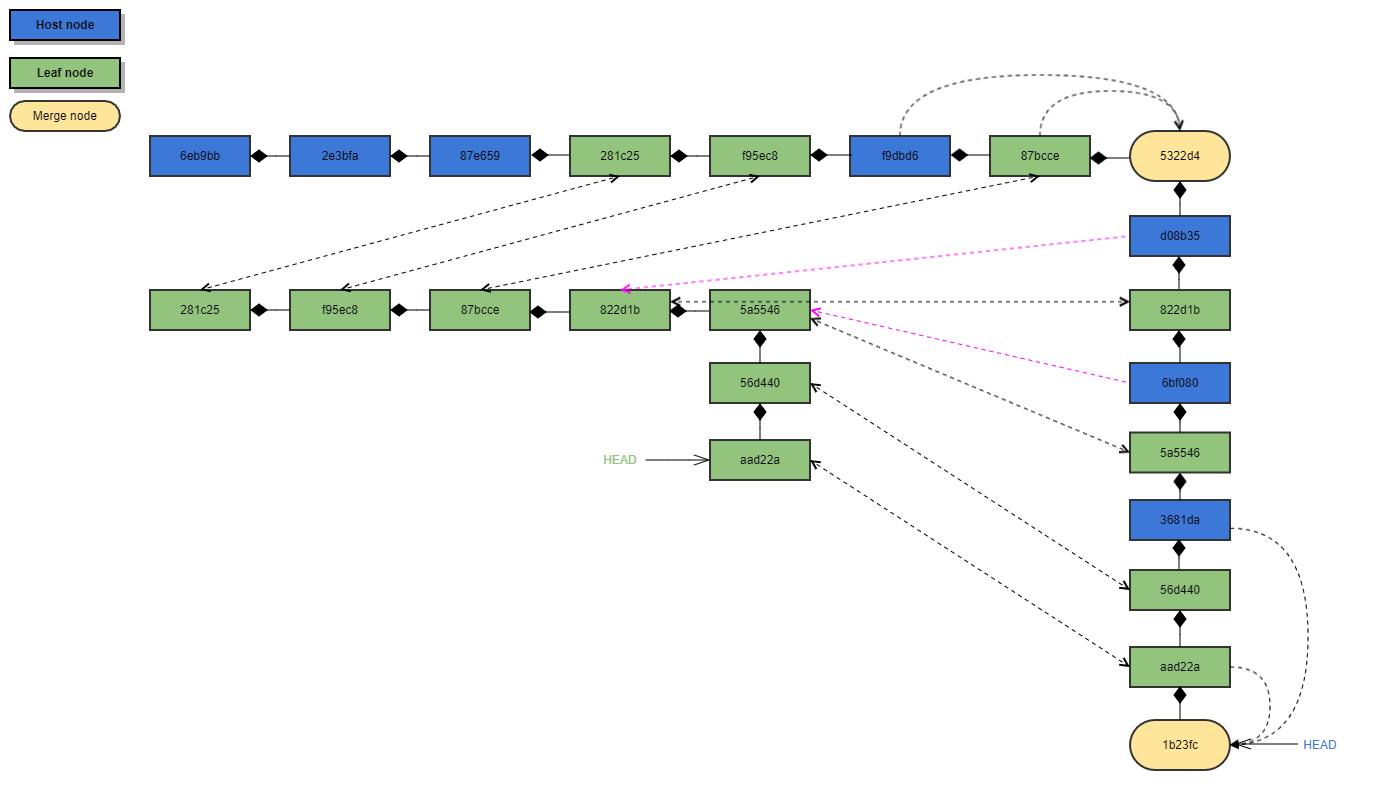 Host node
Leaf node
Merge node
6eb9bb
2e3bfa
87e659
281c25
f95ec8
f9dbd6
87bcce
5322d4
d08b35
281c25
f95ec8
87bcce
822d1b
5a5546
822d1b
56d440
6bf080
HEAD
aad22a
5a5546
3681da
56d440
aad22a
1b23fc
HEAD